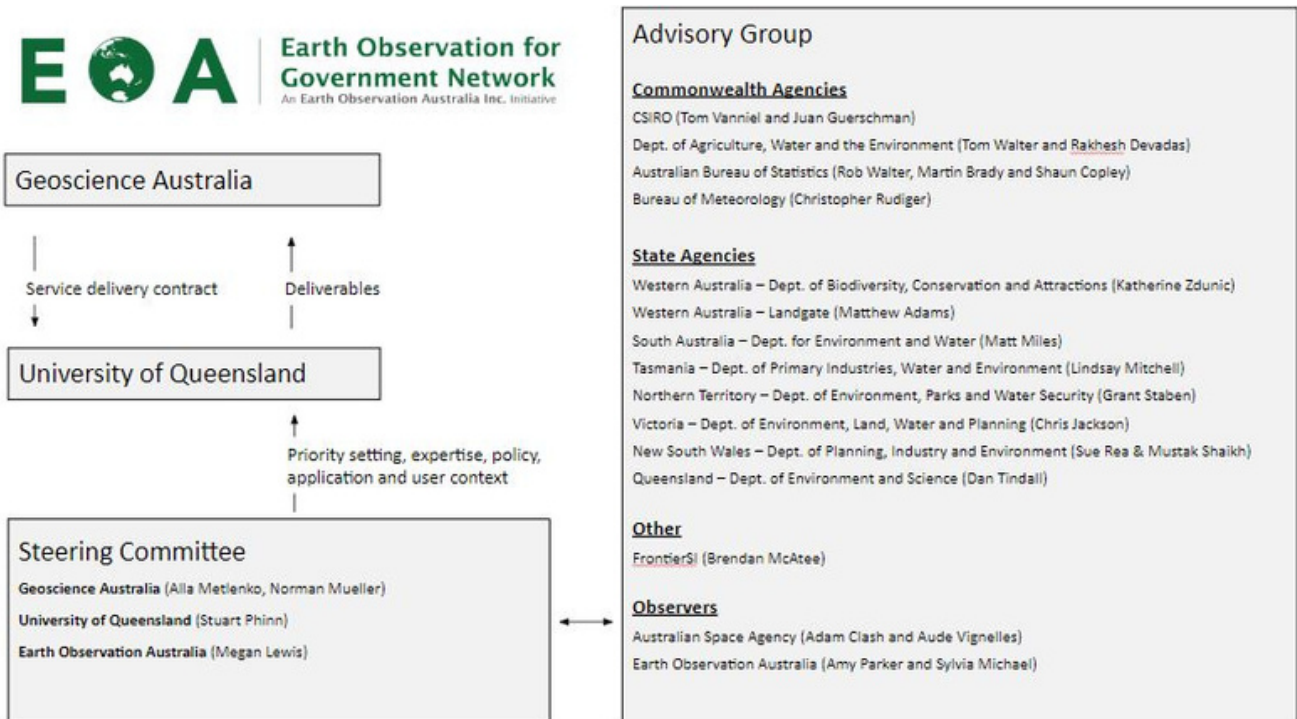 EOA
Earth Observation for
Government Network
An Earth Observation Australia Inc. Initiative
Geoscience Australia
Service delivery contract
Deliverables
University of Queensland
Priority setting, expertise, policy,
application and user context
Steering Committee
Geoscience Australia (Alla Metlenko, Norman Mueller)
University of Queensland (Stuart Phinn)
Earth Observation Australia (Megan Lewis)
Advisory Group
Commonwealth Agencies
CSIRO (Tom Vanniel and Juan Guerschman)
Dept. of Agriculture, Water and the Environment (Tom Walter and Rakhesh Devadas)
Australian Bureau of Statistics (Rob Walter, Martin Brady and Shaun Copley)
Bureau of Meteorology (Christopher Rudiger)
State Agencies
Western Australia – Dept. of Biodiversity, Conservation and Attractions (Katherine Zdunic)
Western Australia – Landgate (Matthew Adams)
South Australia – Dept. for Environment and Water (Matt Miles)
Tasmania – Dept. of Primary Industries, Water and Environment (Lindsay Mitchell)
Northern Territory – Dept. of Environment, Parks and Water Security (Grant Staben)
Victoria – Dept. of Environment, Land, Water and Planning (Chris Jackson)
New South Wales – Dept. of Planning, Industry and Environment (Sue Rea & Mustak Shaikh)
Queensland – Dept. of Environment and Science (Dan Tindall)
Other
FrontierSI (Brendan McAtee)
Observers
Australian Space Agency (Adam Clash and Aude Vignelles)
Earth Observation Australia (Amy Parker and Sylvia Michael)